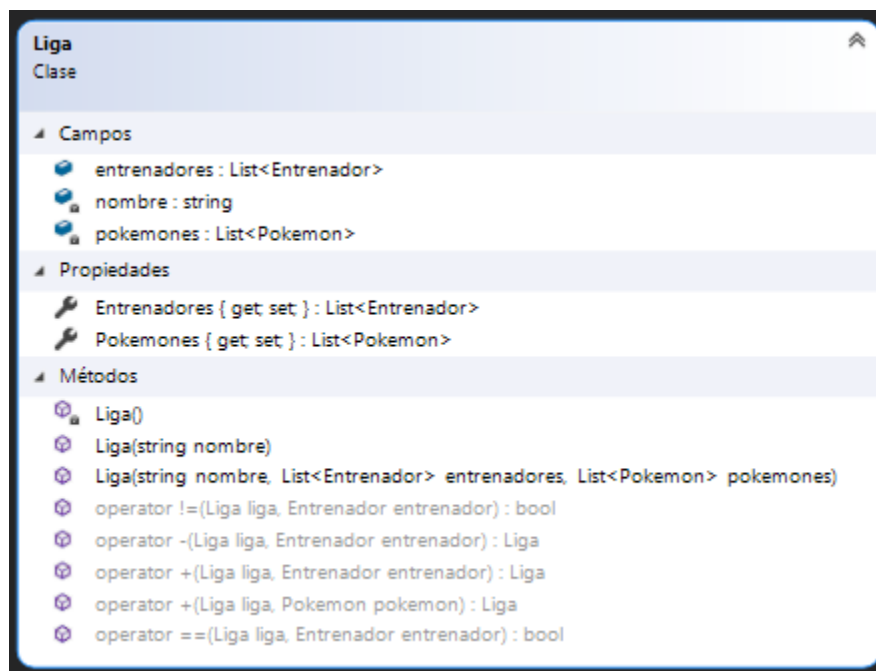 Liga
Clase
Campos
entrenadores : List<Entrenador>
nombre : string
pokemones : List<Pokemon>
Propiedades
Entrenadores { get; set; } : List<Entrenador>
Pokemones { get; set; } : List<Pokemon>
Métodos
Liga()
Liga(string nombre)
Liga(string nombre, List<Entrenador> entrenadores, List<Pokemon> pokemones)
operator !=(Liga liga, Entrenador entrenador) : bool
operator -(Liga liga, Entrenador entrenador) : Liga
operator +(Liga liga, Entrenador entrenador) : Liga
operator +(Liga liga, Pokemon pokemon) : Liga
operator ==(Liga liga, Entrenador entrenador) : bool